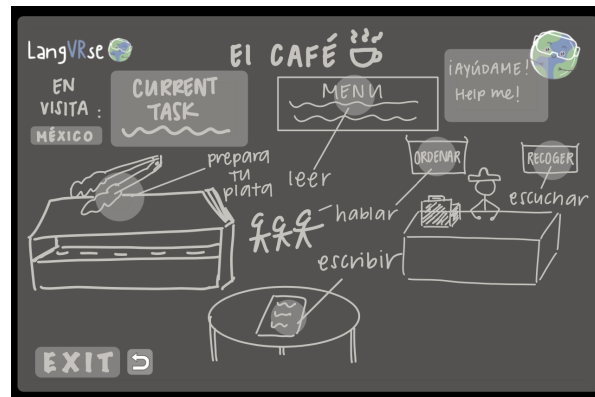 LangVRse
El CAFÉ
EN
VISITA :
MÉXICO
CURRENT
TASK
MENU
¡AYÚDAME!
Help me!
prepara
tu
plata
leer
ORDENAR
RECOGER
hablar
escuchar
escribir
EXIT